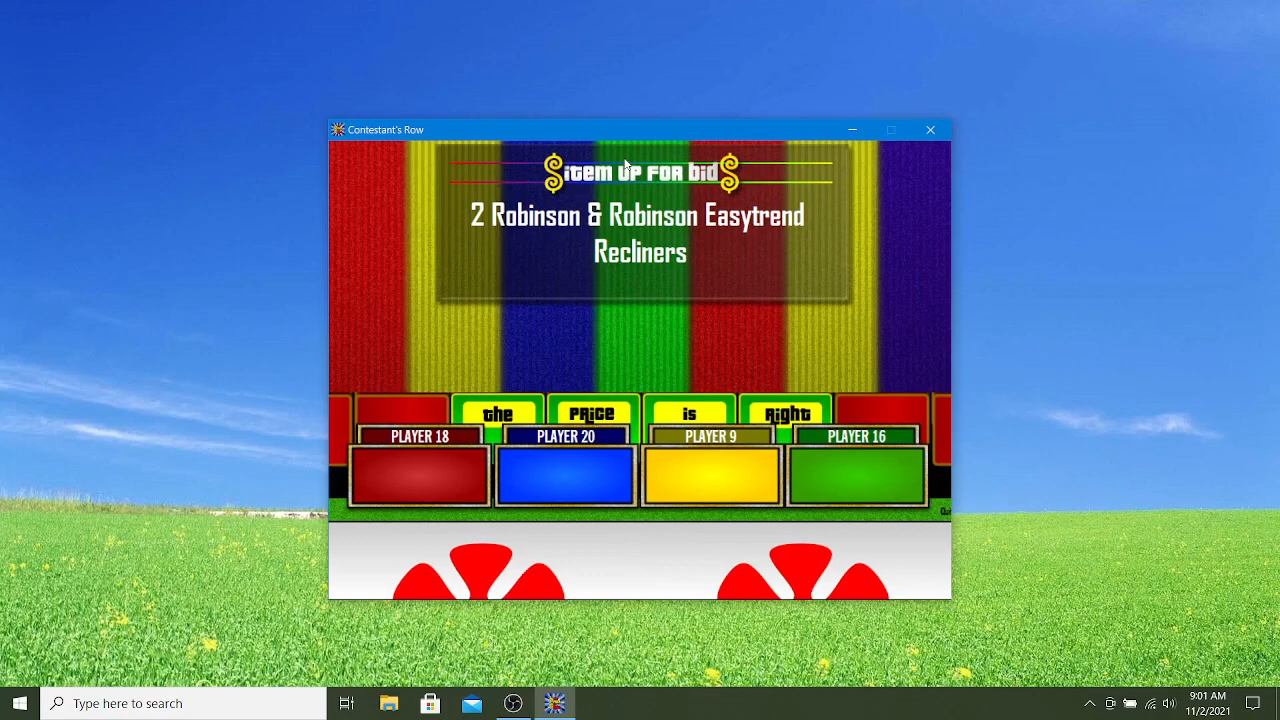 Contestant's Row
item UP FOR bid
2 Robinson & Robinson Easytrend
Recliners
the PRICE is Right
PLAYER 18 PLAYER 20 PLAYER 9 PLAYER 16
Type here to search
9:01 AM
11/2/2021